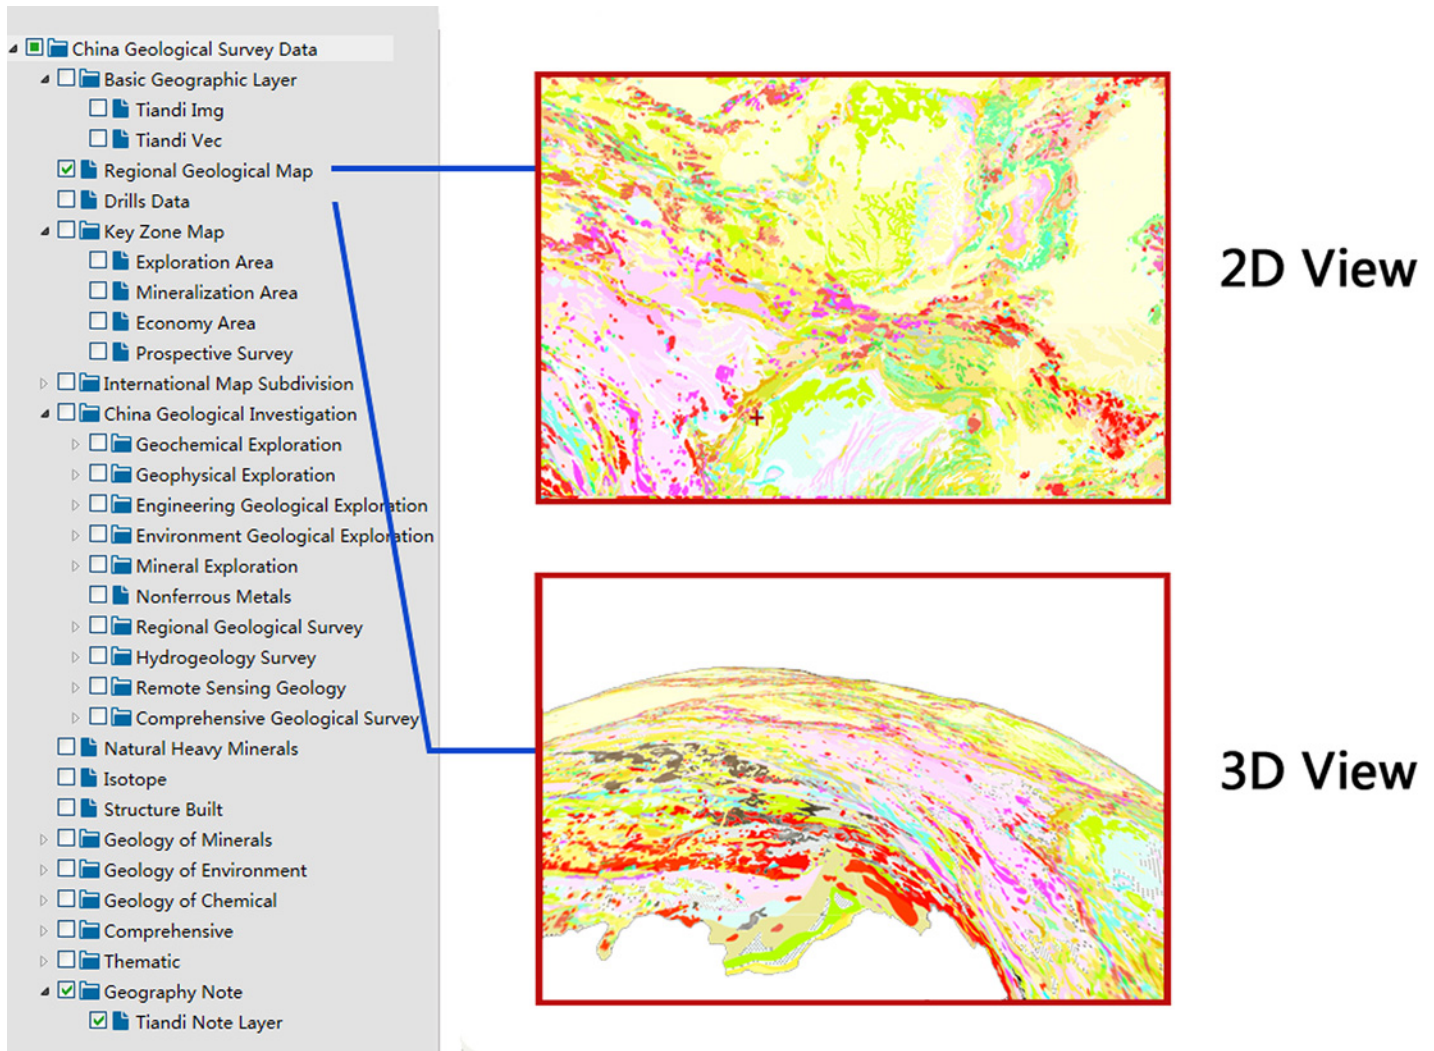 China Geological Survey Data
Basic Geographic Layer
Tiandi Img
Tiandi Vec
Regional Geological Map
Drills Data
Key Zone Map
Exploration Area
Mineralization Area
Economy Area
Prospective Survey
International Map Subdivision
China Geological Investigation
Geochemical Exploration
Geophysical Exploration
Engineering Geological Exploration
Environment Geological Exploration
Mineral Exploration
Nonferrous Metals
Regional Geological Survey
Hydrogeology Survey
Remote Sensing Geology
Comprehensive Geological Survey
Natural Heavy Minerals
Isotope
Structure Built
Geology of Minerals
Geology of Environment
Geology of Chemical
Comprehensive
Thematic
Geography Note
Tiandi Note Layer
2D View
3D View